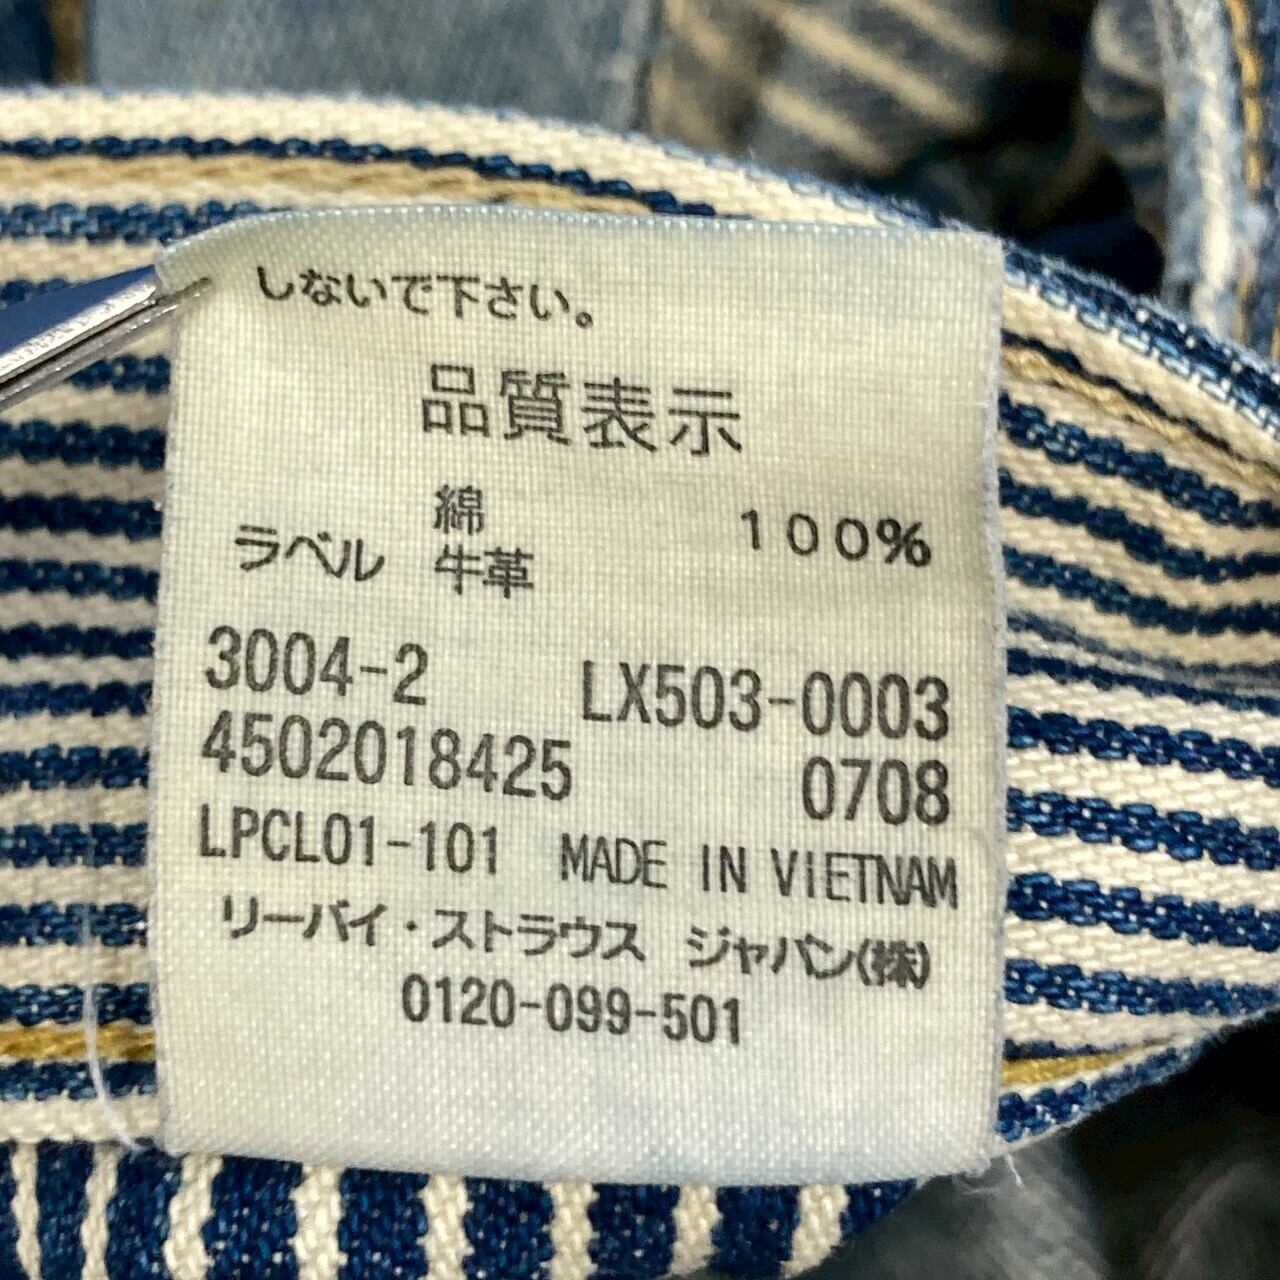 しないで下さい。
品質表示
綿 100%
ラベル 牛革
3004-2 LX503-0003
4502018425 0708
LPCL01-101 MADE IN VIETNAM
リーバイ・ストラウス ジャパン(株)
0120-099-501